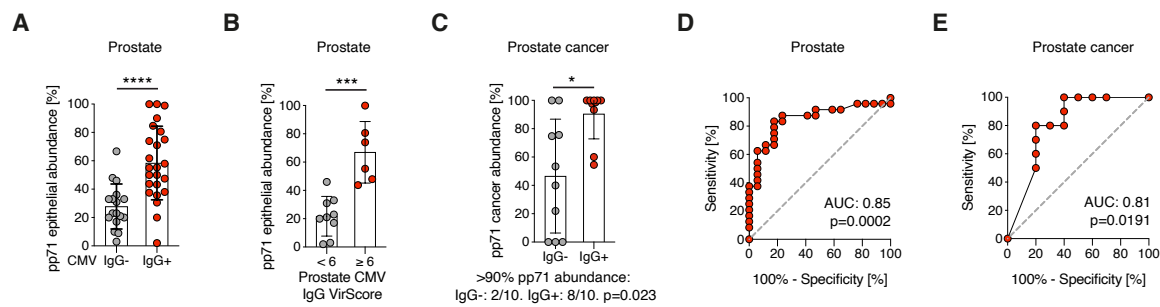 A
Prostate
pp71 epithelial abundance [%]
100
80
60
40
20
0
****
CMV IgG- IgG+
B
Prostate
pp71 epithelial abundance [%]
100
80
60
40
20
0
***
< 6 ≥ 6
Prostate CMV
IgG VirScore
C
Prostate cancer
pp71 cancer abundance [%]
100
80
60
40
20
0
*
IgG- IgG+
>90% pp71 abundance:
IgG-: 2/10. IgG+: 8/10. p=0.023
D
Prostate
Sensitivity [%]
100
80
60
40
20
0
AUC: 0.85
p=0.0002
0 20 40 60 80 100
100% - Specificity [%]
E
Prostate cancer
Sensitivity [%]
100
80
60
40
20
0
AUC: 0.81
p=0.0191
0 20 40 60 80 100
100% - Specificity [%]